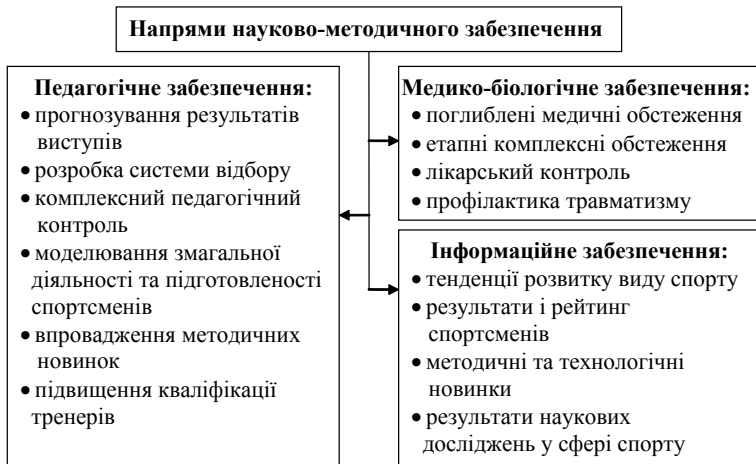 Напрями науково-методичного забезпечення
Педагогічне забезпечення:
• прогнозування результатів
виступів
• розробка системи відбору
• комплексний педагогічний
контроль
• моделювання змагальної
діяльності та підготовленості
спортсменів
• впровадження методичних
новинок
• підвищення кваліфікації
тренерів
Медико-біологічне забезпечення:
• поглиблені медичні обстеження
• етапні комплексні обстеження
• лікарський контроль
• профілактика травматизму
Інформаційне забезпечення:
• тенденції розвитку виду спорту
• результати і рейтинг
спортсменів
• методичні та технологічні
новинки
• результати наукових
досліджень у сфері спорту